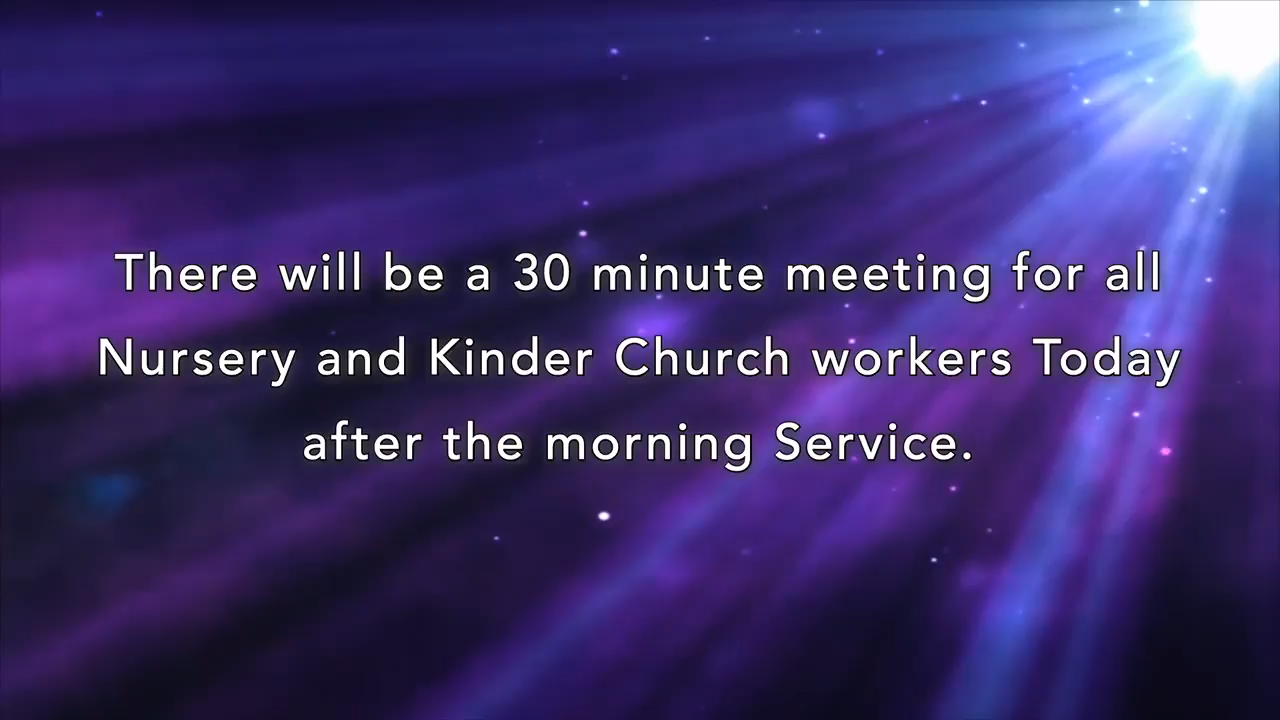 There will be a 30 minute meeting for all
Nursery and Kinder Church workers Today
after the morning Service.